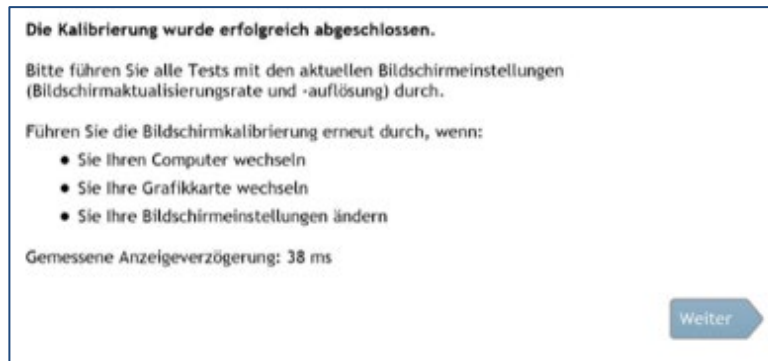 Die Kalibrierung wurde erfolgreich abgeschlossen.
Bitte führen Sie alle Tests mit den aktuellen Bildschirmeinstellungen
(Bildschirmaktualisierungsrate und -auflösung) durch.
Führen Sie die Bildschirmkalibrierung erneut durch, wenn:
● Sie Ihren Computer wechseln
● Sie Ihre Grafikkarte wechseln
● Sie Ihre Bildschirmeinstellungen ändern
Gemessene Anzeigeverzögerung: 38 ms
Weiter